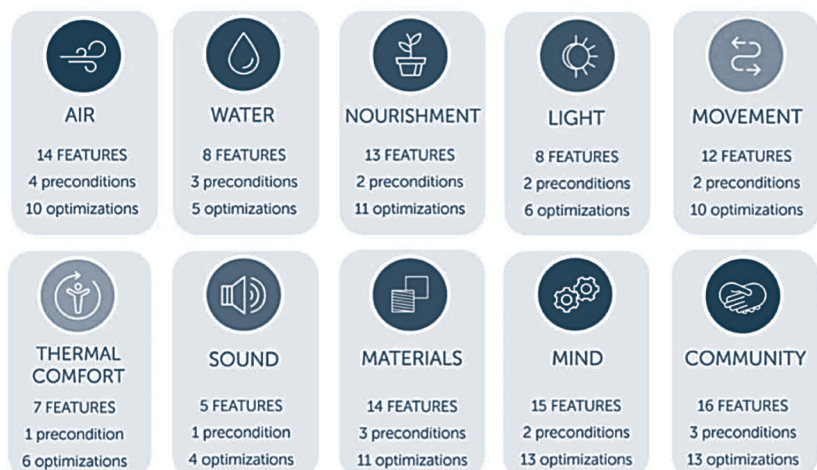 AIR
14 FEATURES
4 preconditions
10 optimizations
WATER
8 FEATURES
3 preconditions
5 optimizations
NOURISHMENT
13 FEATURES
2 preconditions
11 optimizations
LIGHT
8 FEATURES
2 preconditions
6 optimizations
MOVEMENT
12 FEATURES
2 preconditions
10 optimizations
THERMAL
COMFORT
7 FEATURES
1 precondition
6 optimizations
SOUND
5 FEATURES
1 precondition
4 optimizations
MATERIALS
14 FEATURES
3 preconditions
11 optimizations
MIND
15 FEATURES
2 preconditions
13 optimizations
COMMUNITY
16 FEATURES
3 preconditions
13 optimizations